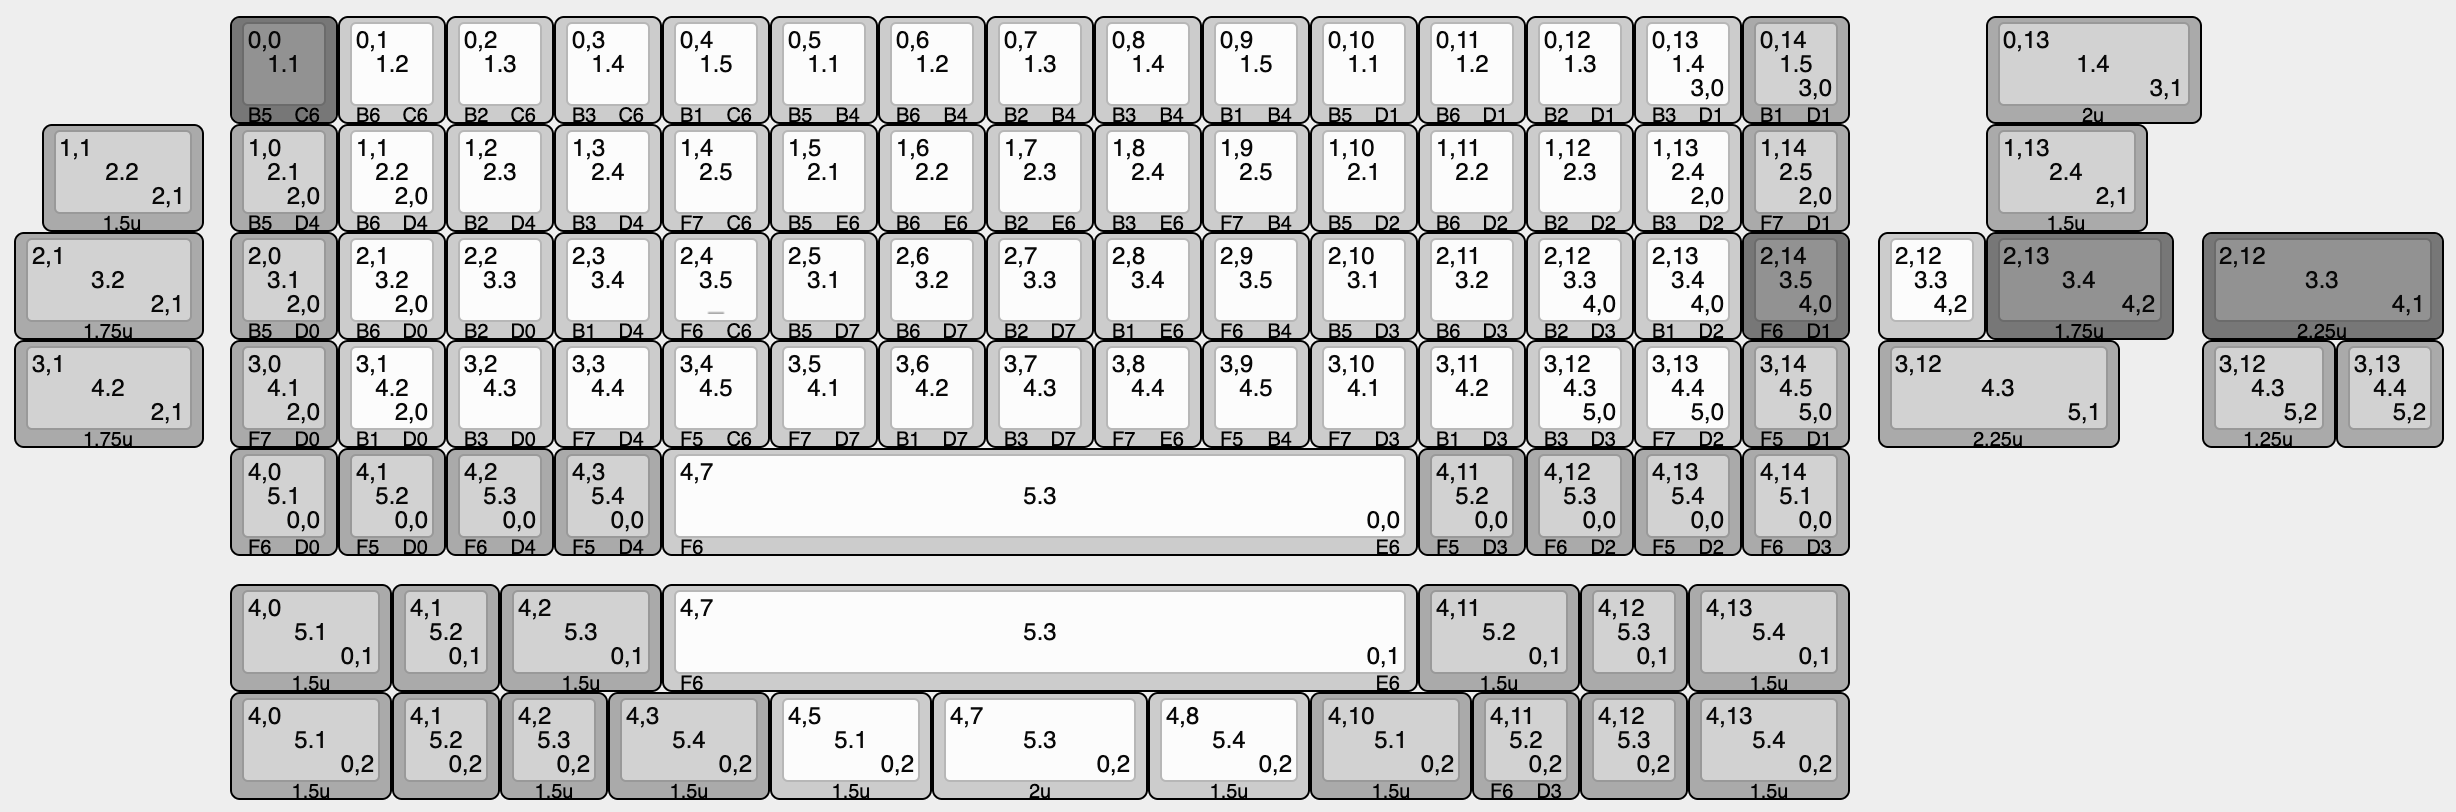 0,0 0,1 0,2 0,3 0,4 0,5 0,6 0,7 0,8 0,9 0,10 0,11 0,12 0,13 0,14 0,13
1.1 1.2 1.3 1.4 1.5 1.1 1.2 1.3 1.4 1.5 1.1 1.2 1.3 1.4 1.5 1.4
3,0 3,0 3,1
B5 C6 B6 C6 B2 C6 B3 C6 B1 C6 B5 B4 B6 B4 B2 B4 B3 B4 B1 B4 B5 D1 B6 D1 B2 D1 B3 D1 B1 D1 2u
1,1 1,0 1,1 1,2 1,3 1,4 1,5 1,6 1,7 1,8 1,9 1,10 1,11 1,12 1,13 1,14 1,13
2.2 2.1 2.2 2.3 2.4 2.5 2.1 2.2 2.3 2.4 2.5 2.1 2.2 2.3 2.4 2.5 2.4
2,1 2,0 2,0 2,0 2,0 2,1
1.5u B5 D4 B6 D4 B2 D4 B3 D4 F7 C6 B5 E6 B6 E6 B2 E6 B3 E6 F7 B4 B5 D2 B6 D2 B2 D2 B3 D2 F7 D1 1.5u
2,1 2,0 2,1 2,2 2,3 2,4 2,5 2,6 2,7 2,8 2,9 2,10 2,11 2,12 2,13 2,14 2,12 2,13 2,12
3.2 3.1 3.2 3.3 3.4 3.5 3.1 3.2 3.3 3.4 3.5 3.1 3.2 3.3 3.4 3.5 3.3 3.4 3.3
2,1 2,0 2,0 _ 4,0 4,0 4,0 4,2 4,2 4,1
1.75u B5 D0 B6 D0 B2 D0 B1 D4 F6 C6 B5 D7 B6 D7 B2 D7 B1 E6 F6 B4 B5 D3 B6 D3 B2 D3 B1 D2 F6 D1 1.75u 2.25u
3,1 3,0 3,1 3,2 3,3 3,4 3,5 3,6 3,7 3,8 3,9 3,10 3,11 3,12 3,13 3,14 3,12 3,12 3,13
4.2 4.1 4.2 4.3 4.4 4.5 4.1 4.2 4.3 4.4 4.5 4.1 4.2 4.3 4.4 4.5 4.3 4.3 4.4
2,1 2,0 2,0 5,0 5,0 5,0 5,1 5,2 5,2
1.75u F7 D0 B1 D0 B3 D0 F7 D4 F5 C6 F7 D7 B1 D7 B3 D7 F7 E6 F5 B4 F7 D3 B1 D3 B3 D3 F7 D2 F5 D1 2.25u 1.25u
4,0 4,1 4,2 4,3 4,7 4,11 4,12 4,13 4,14
5.1 5.2 5.3 5.4 5.3 5.2 5.3 5.4 5.1
0,0 0,0 0,0 0,0 0,0 0,0 0,0 0,0 0,0
F6 D0 F5 D0 F6 D4 F5 D4 F6 E6 F5 D3 F6 D2 F5 D2 F6 D3
4,0 4,1 4,2 4,7 4,11 4,12 4,13
5.1 5.2 5.3 5.3 5.2 5.3 5.4
0,1 0,1 0,1 0,1 0,1 0,1 0,1
1.5u 1.5u F6 E6 1.5u 1.5u
4,0 4,1 4,2 4,3 4,5 4,7 4,8 4,10 4,11 4,12 4,13
5.1 5.2 5.3 5.4 5.1 5.3 5.4 5.1 5.2 5.3 5.4
0,2 0,2 0,2 0,2 0,2 0,2 0,2 0,2 0,2 0,2 0,2
1.5u 1.5u 1.5u 1.5u 2u 1.5u 1.5u F6 D3 1.5u